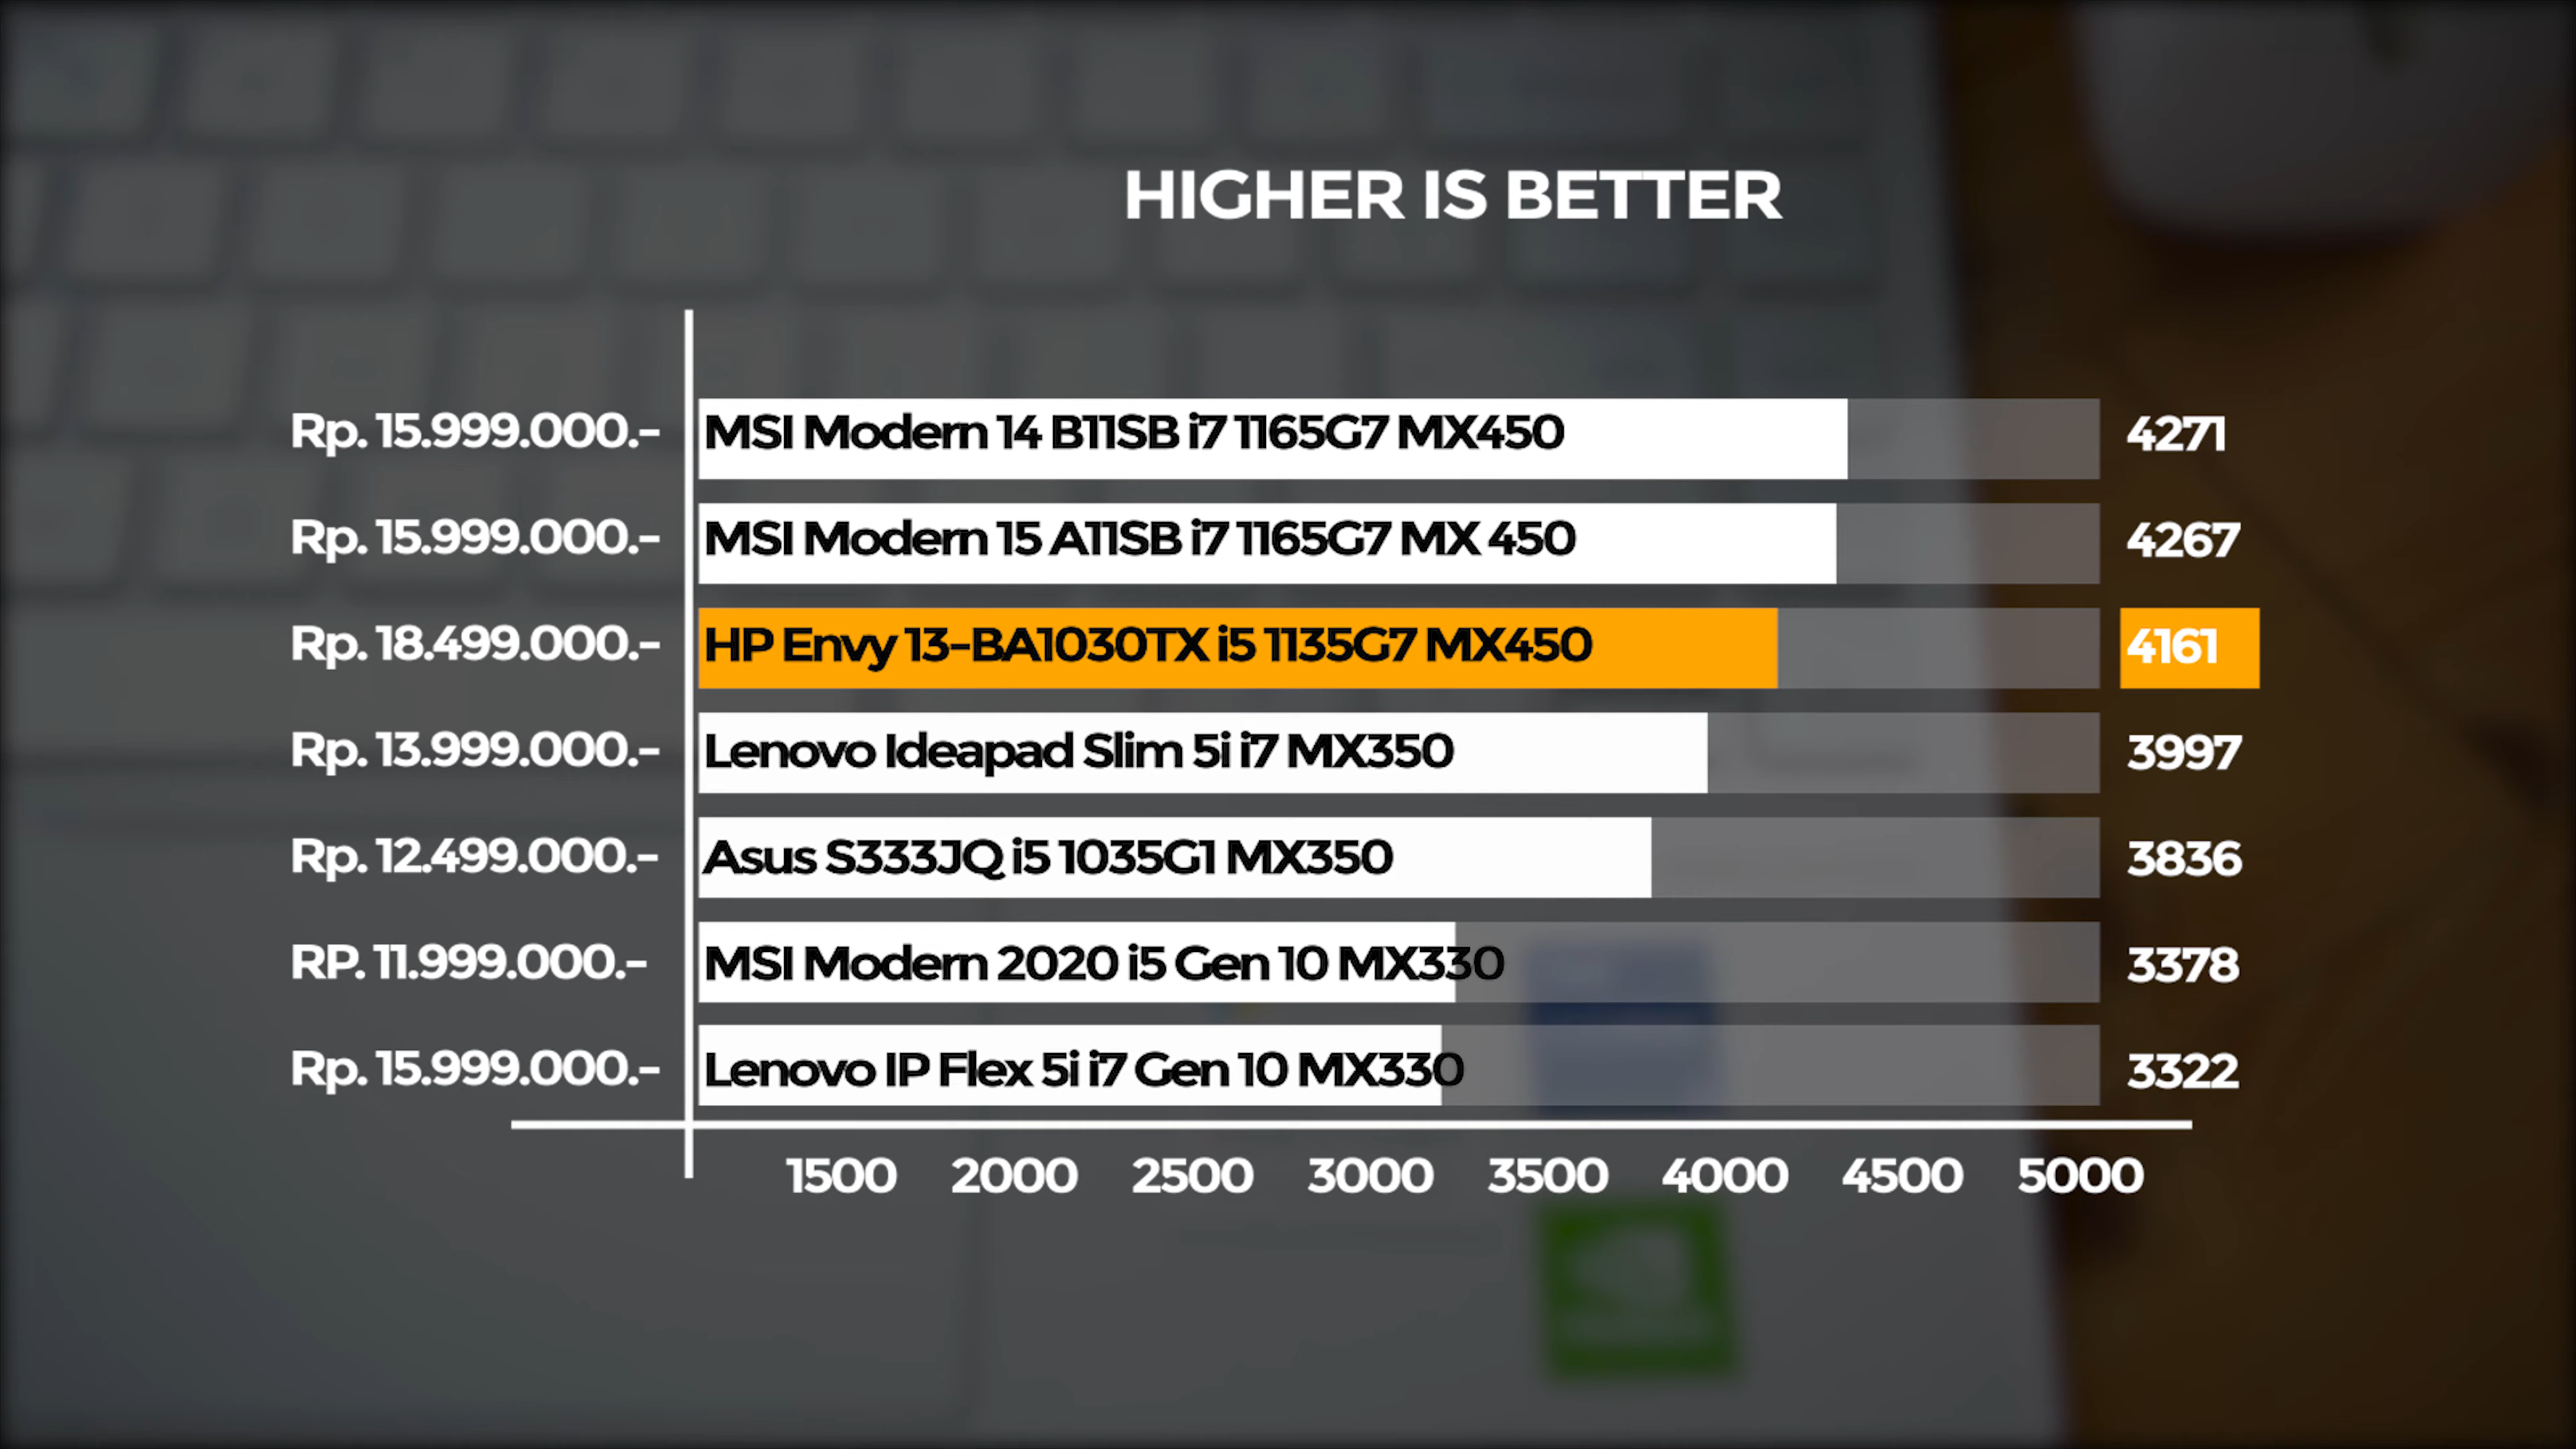 HIGHER IS BETTER
Rp. 15.999.000.- MSI Modern 14 B11SB i7 1165G7 MX450 4271
Rp. 15.999.000.- MSI Modern 15 A11SB i7 1165G7 MX 450 4267
Rp. 18.499.000.- HP Envy 13-BA1030TX i5 1135G7 MX450 4161
Rp. 13.999.000.- Lenovo Ideapad Slim 5i i7 MX350 3997
Rp. 12.499.000.- Asus S333JQ i5 1035G1 MX350 3836
RP. 11.999.000.- MSI Modern 2020 i5 Gen 10 MX330 3378
Rp. 15.999.000.- Lenovo IP Flex 5i i7 Gen 10 MX330 3322
1500 2000 2500 3000 3500 4000 4500 5000